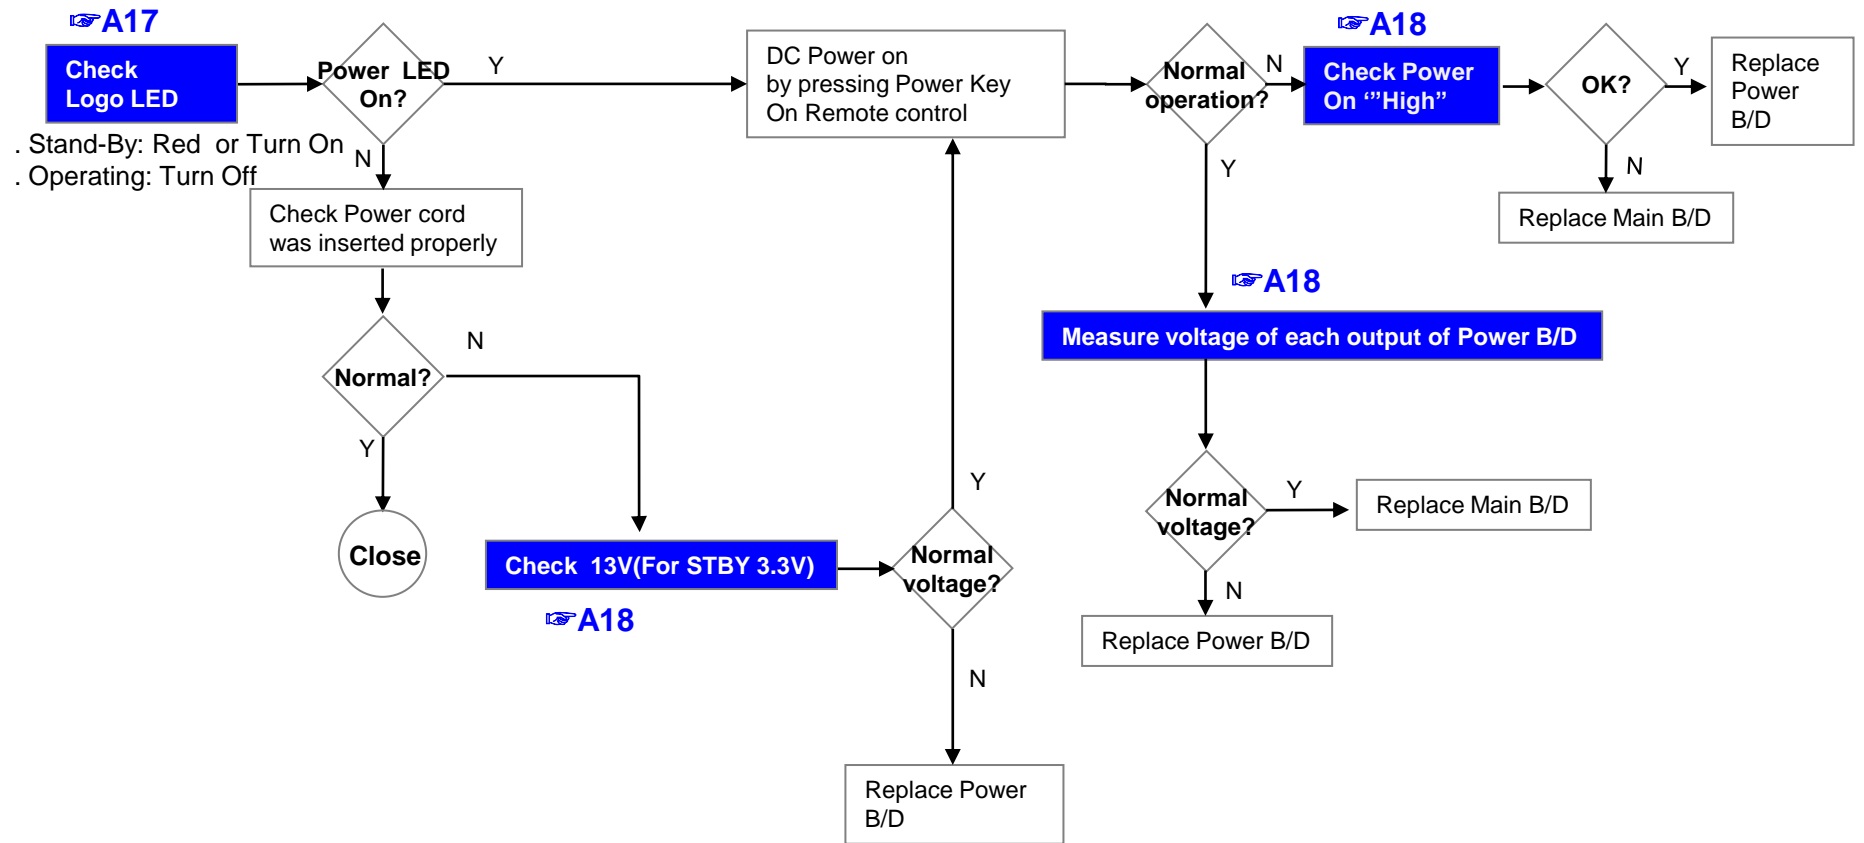 ☞A17
Check
Logo LED
. Stand-By: Red or Turn On
. Operating: Turn Off
Power LED
On?
Y
N
Check Power cord
was inserted properly
Normal?
N
Y
Close
Check 13V(For STBY 3.3V)
☞A18
Normal
voltage?
Y
N
Replace Power
B/D
DC Power on
by pressing Power Key
On Remote control
Normal
operation?
N
Y
☞A18
Check Power
On ‘”High”
OK?
Y
Replace
Power
B/D
N
Replace Main B/D
☞A18
Measure voltage of each output of Power B/D
Normal
voltage?
Y
Replace Main B/D
N
Replace Power B/D